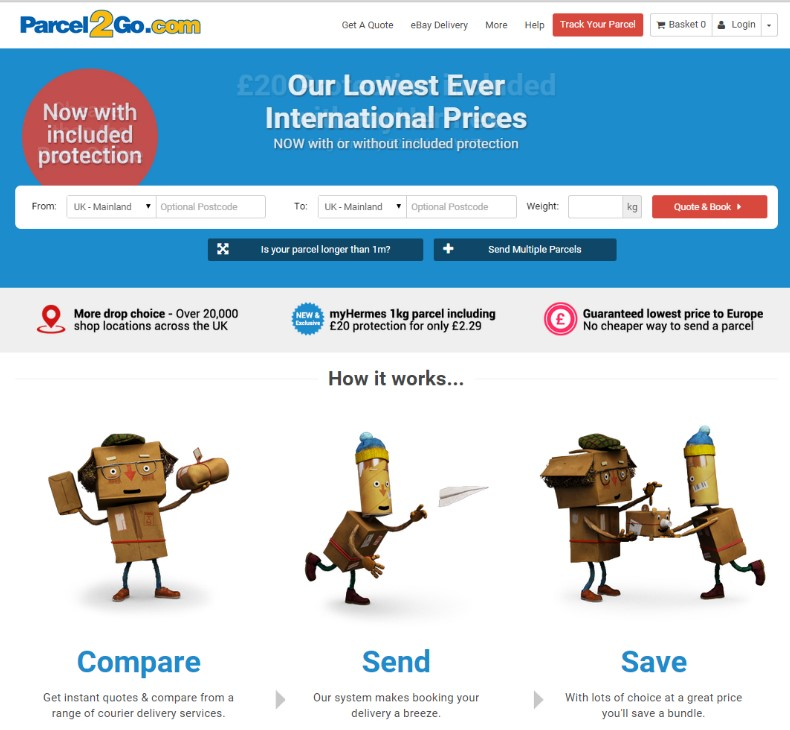 Parcel2Go.com
Get A Quote eBay Delivery More Help Track Your Parcel Basket 0 Login
£20 Protection included
Our Lowest Ever
International Prices
NOW with or without included protection
Now with
included
protection
From: UK - Mainland Optional Postcode To: UK - Mainland Optional Postcode Weight: kg Quote & Book
Is your parcel longer than 1m? Send Multiple Parcels
More drop choice - Over 20,000
shop locations across the UK
NEW &
Exclusive
myHermes 1kg parcel including
£20 protection for only £2.29
£
Guaranteed lowest price to Europe
No cheaper way to send a parcel
How it works...
Compare
Get instant quotes & compare from a
range of courier delivery services.
Send
Our system makes booking your
delivery a breeze.
Save
With lots of choice at a great price
you'll save a bundle.